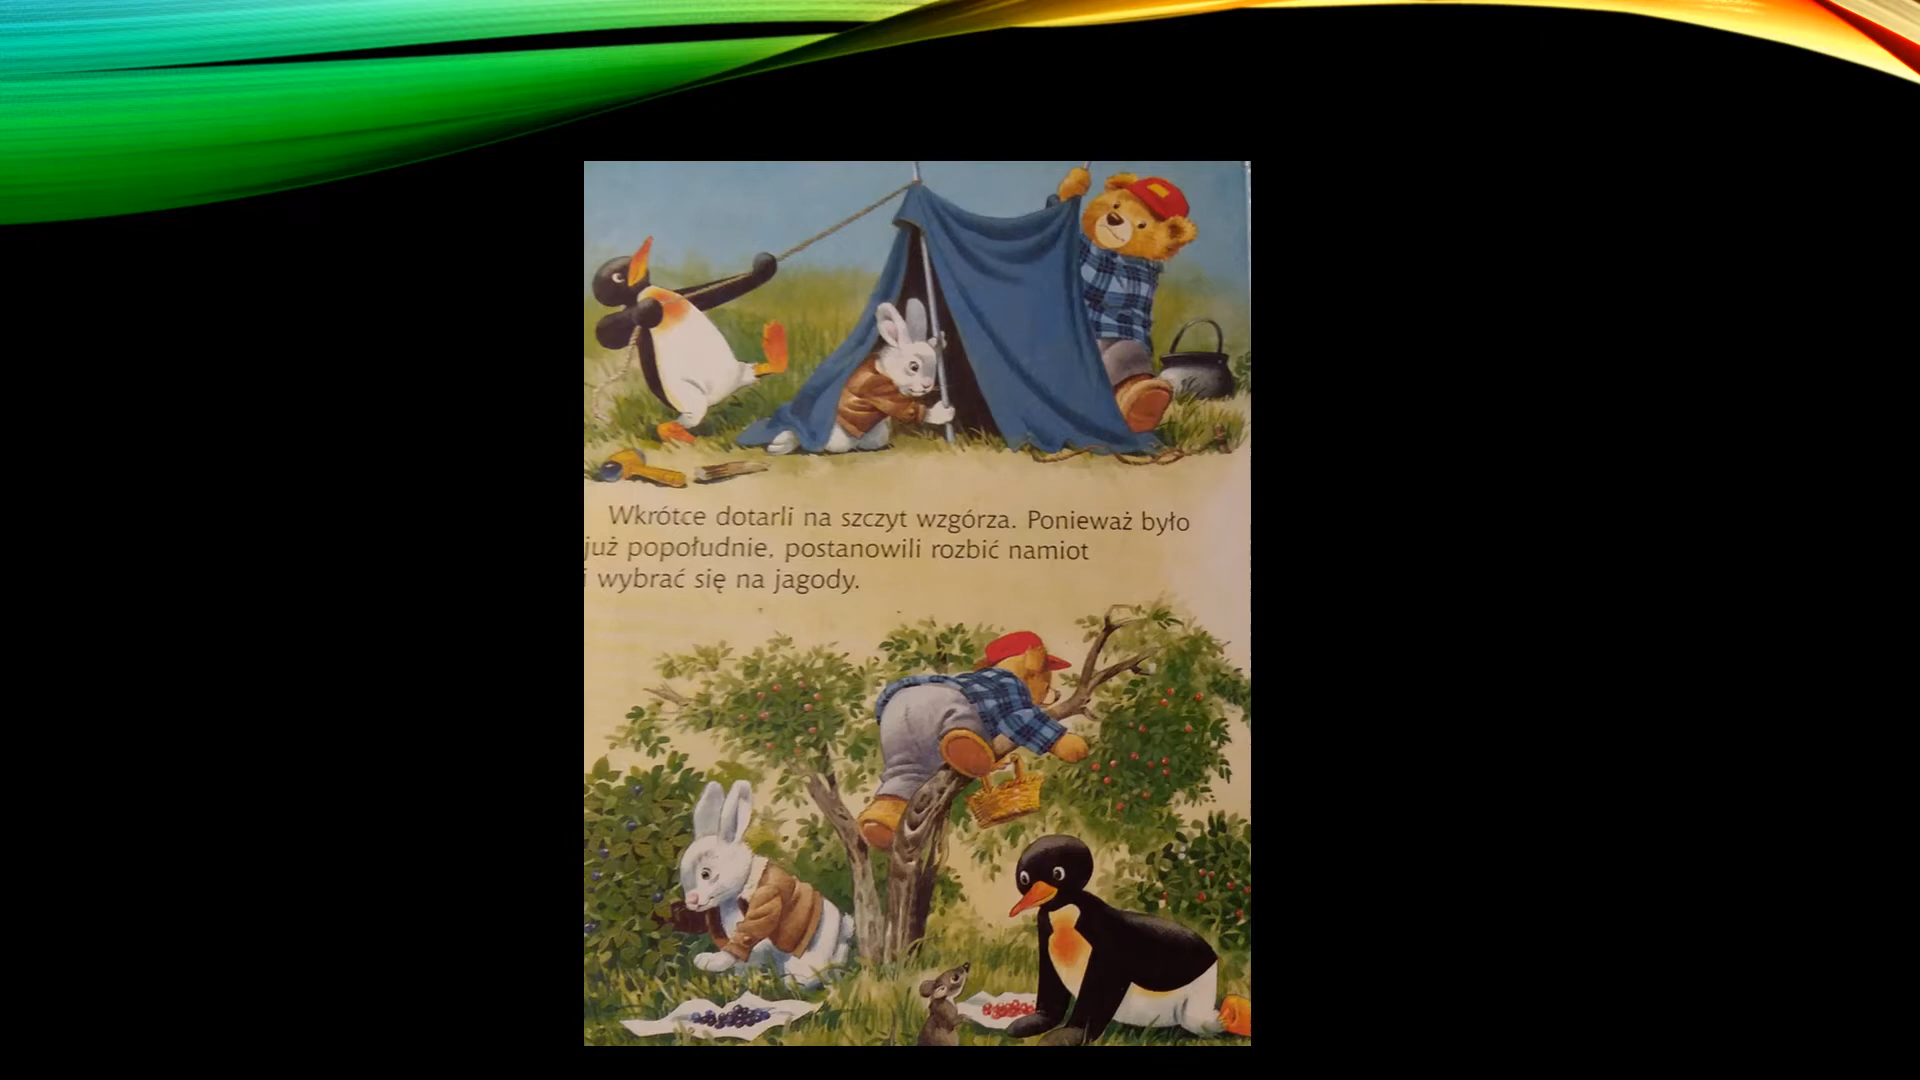 Wkrótce dotarli na szczyt wzgórza. Ponieważ było
już popołudnie, postanowili rozbić namiot
i wybrać się na jagody.